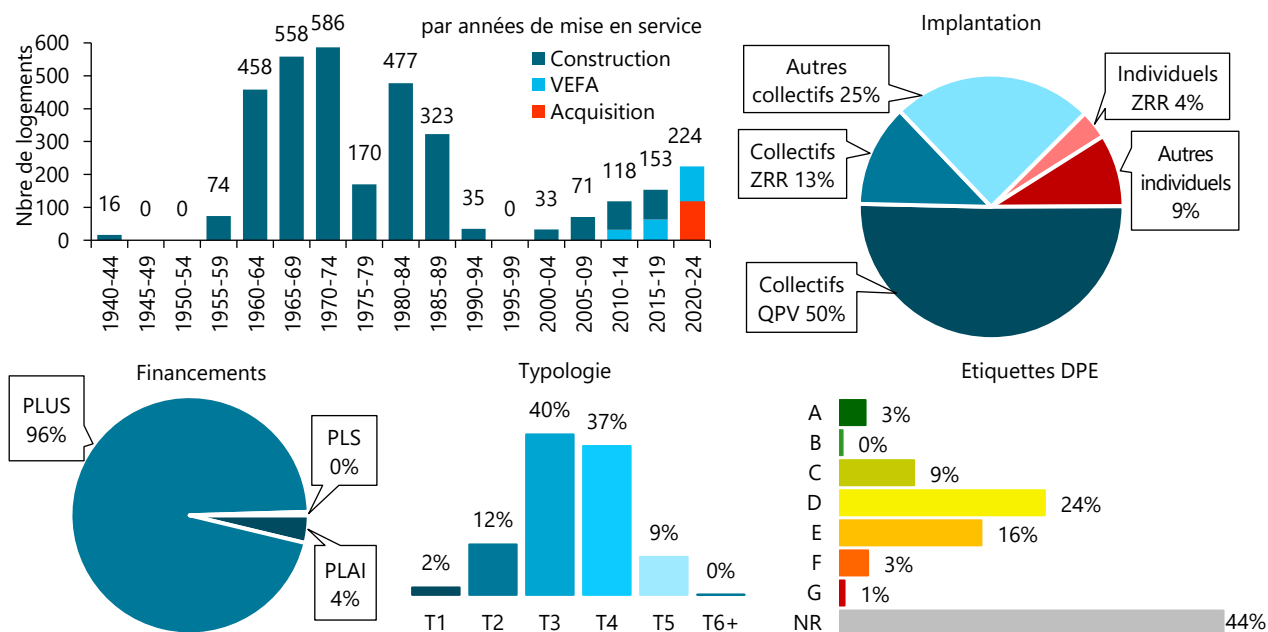 par années de mise en service
Construction
VEFA
Acquisition
Nbre de logements
600
500
400
300
200
100
0
16
0
0
74
458
558
586
170
477
323
35
0
33
71
118
153
224
1940-44
1945-49
1950-54
1955-59
1960-64
1965-69
1970-74
1975-79
1980-84
1985-89
1990-94
1995-99
2000-04
2005-09
2010-14
2015-19
2020-24
Implantation
Autres
collectifs 25%
Individuels
ZRR 4%
Collectifs
ZRR 13%
Autres
individuels
9%
Collectifs
QPV 50%
Financements
PLUS
96%
PLS
0%
PLAI
4%
Typologie
2%
12%
40%
37%
9%
0%
T1
T2
T3
T4
T5
T6+
Etiquettes DPE
A 3%
B 0%
C 9%
D 24%
E 16%
F 3%
G 1%
NR 44%